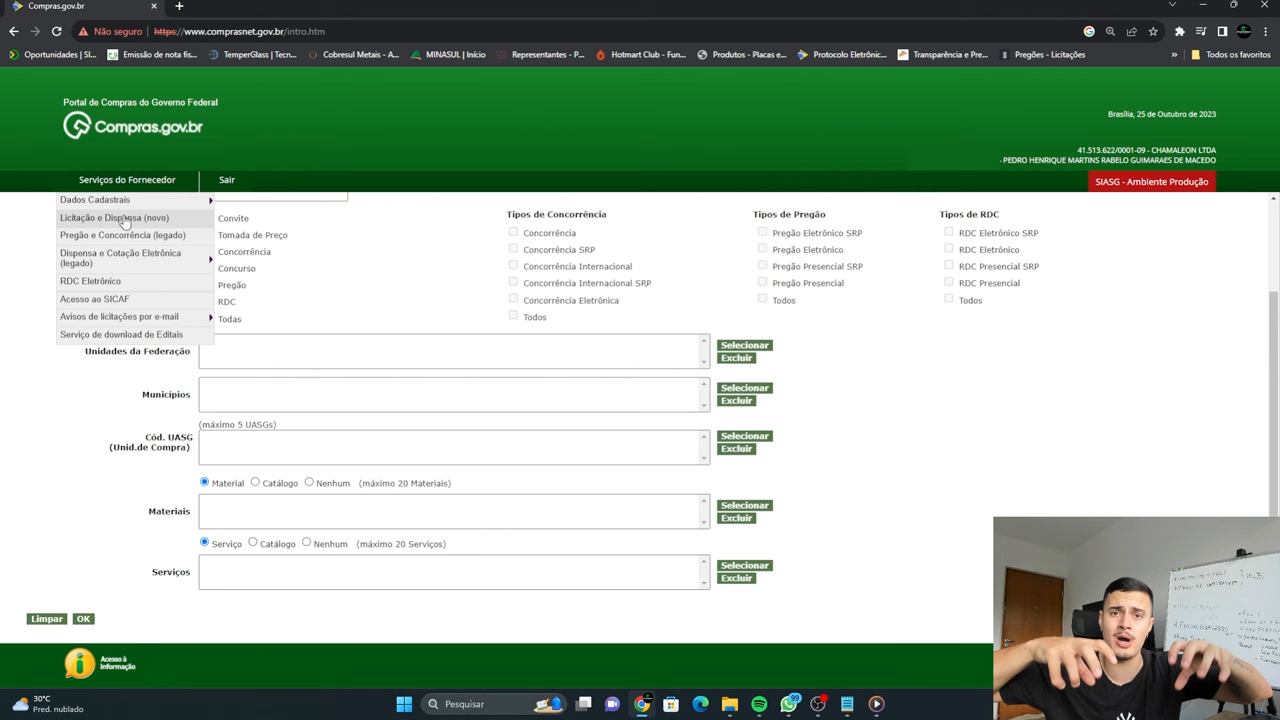 Compras.gov.br
Não seguro
https://www.comprasnet.gov.br/intro.htm
Oportunidades | SI...
Emissão de nota fis...
TemperGlass | Tem...
Cobresul Metais - A...
MINASUL | Início
Representantes - P...
Hotmart Club - Fun...
Produtos - Placas e...
Protocolo Eletrônic...
Transparência e Pre...
Pregões - Licitações
»
Todos os favoritos
Portal de Compras do Governo Federal
Compras.gov.br
Brasília, 25 de Outubro de 2023
41.513.622/0001-09 - CHAMALEON LTDA
- PEDRO HENRIQUE MARTINS RABELO GUIMARAES DE MACEDO
Serviços do Fornecedor
Sair
SIASG - Ambiente Produção
Dados Cadastrais
Licitação e Dispensa (novo)
Pregão e Concorrência (legado)
Dispensa e Cotação Eletrônica
(legado)
RDC Eletrônico
Acesso ao SICAF
Avisos de licitações por e-mail
Serviço de download de Editais
Convite
Tomada de Preço
Concorrência
Concurso
Pregão
RDC
Todas
Tipos de Concorrência
Concorrência
Concorrência SRP
Concorrência Internacional
Concorrência Internacional SRP
Concorrência Eletrônica
Todos
Tipos de Pregão
Pregão Eletrônico SRP
Pregão Eletrônico
Pregão Presencial SRP
Pregão Presencial
Todos
Tipos de RDC
RDC Eletrônico SRP
RDC Eletrônico
RDC Presencial SRP
RDC Presencial
Todos
Unidades da Federação
Selecionar
Excluir
Municípios
Selecionar
Excluir
(máximo 5 UASGs)
Cód. UASG
(Unid.de Compra)
Selecionar
Excluir
Material Catálogo Nenhum (máximo 20 Materiais)
Materiais
Selecionar
Excluir
Serviço Catálogo Nenhum (máximo 20 Serviços)
Serviços
Selecionar
Excluir
Limpar
OK
Acesso à
Informação
30°C
Pred. nublado
Pesquisar
99